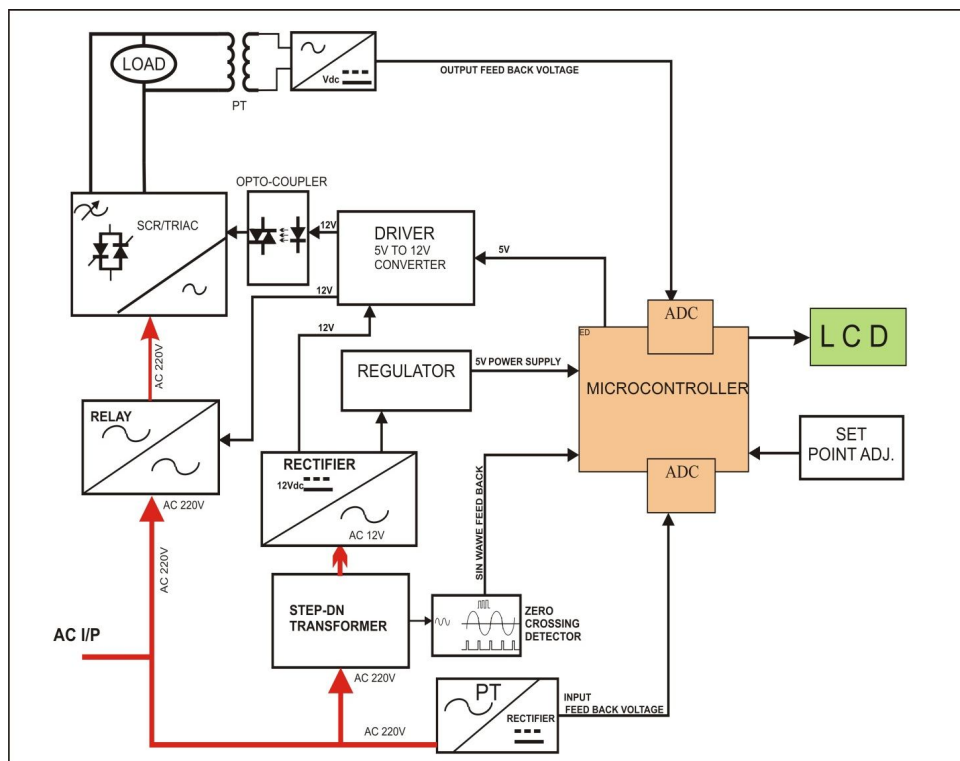 LOAD
PT
Vdc
OUTPUT FEED BACK VOLTAGE
OPTO-COUPLER
SCR/TRIAC
12V
DRIVER
5V TO 12V
CONVERTER
5V
12V
12V
AC 220V
ADC
ED
MICROCONTROLLER
LCD
REGULATOR
5V POWER SUPPLY
RELAY
SET
POINT ADJ.
RECTIFIER
12Vdc
AC 12V
ADC
AC 220V
AC 220V
SIN WAWE FEED BACK
STEP-DN
TRANSFORMER
ZERO
CROSSING
DETECTOR
AC I/P
AC 220V
AC 220V
PT
RECTIFIER
INPUT
FEED BACK VOLTAGE